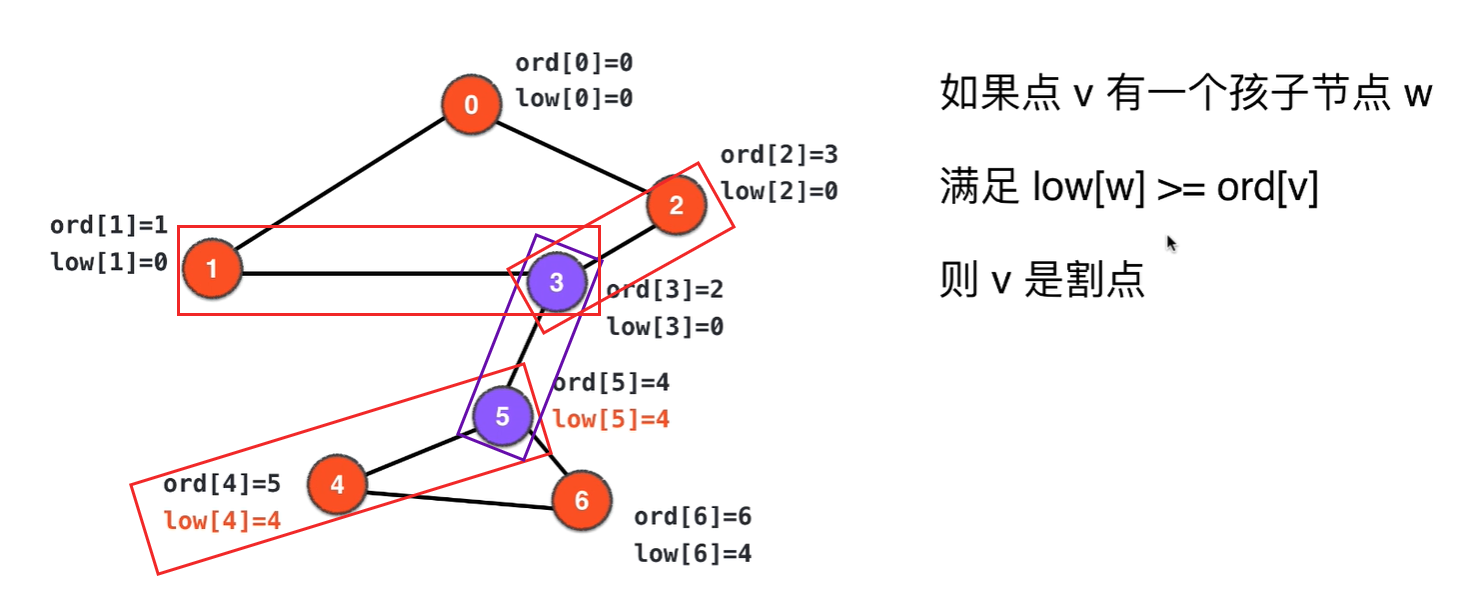 ord[0]=0
low[0]=0
0
ord[2]=3
low[2]=0
2
ord[1]=1
low[1]=0
1
3
ord[3]=2
low[3]=0
ord[5]=4
low[5]=4
5
ord[4]=5
low[4]=4
4
6
ord[6]=6
low[6]=4
如果点 v 有一个孩子节点 w
满足 low[w] >= ord[v]
则 v 是割点